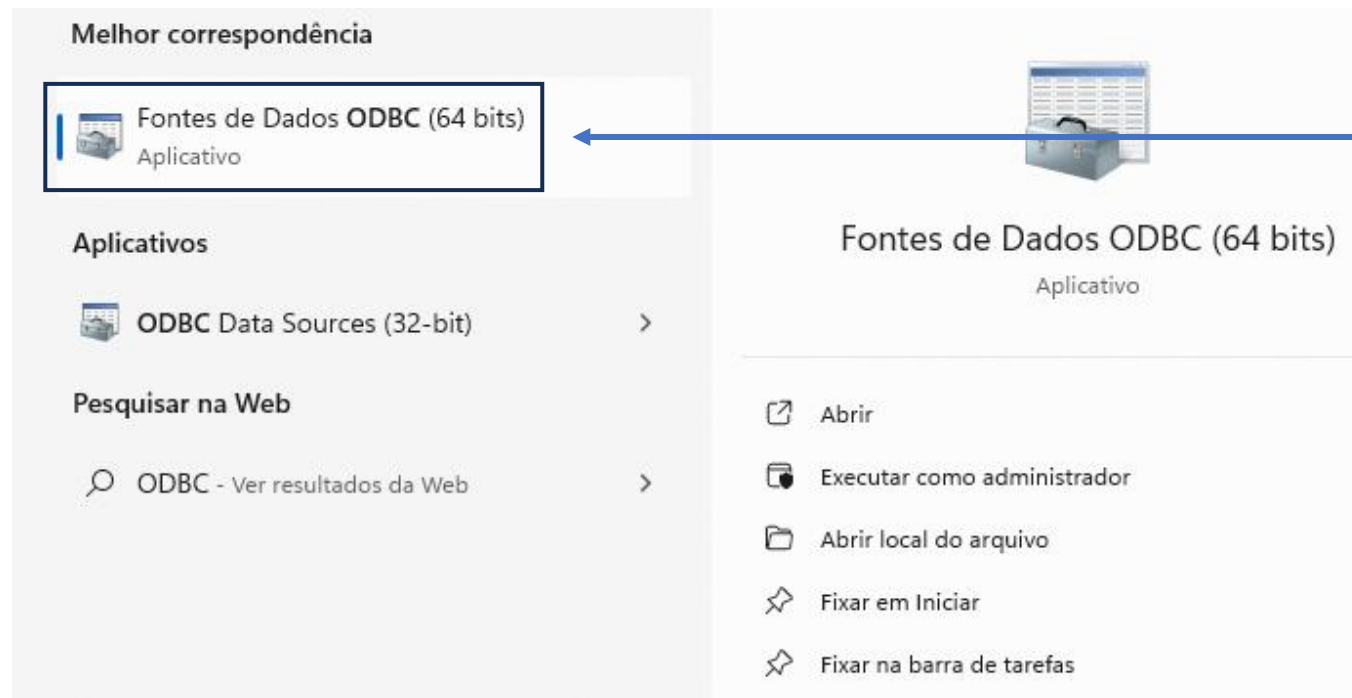 Melhor correspondência
Fontes de Dados ODBC (64 bits)
Aplicativo
Aplicativos
ODBC Data Sources (32-bit)
Pesquisar na Web
ODBC - Ver resultados da Web
Fontes de Dados ODBC (64 bits)
Aplicativo
Abrir
Executar como administrador
Abrir local do arquivo
Fixar em Iniciar
Fixar na barra de tarefas